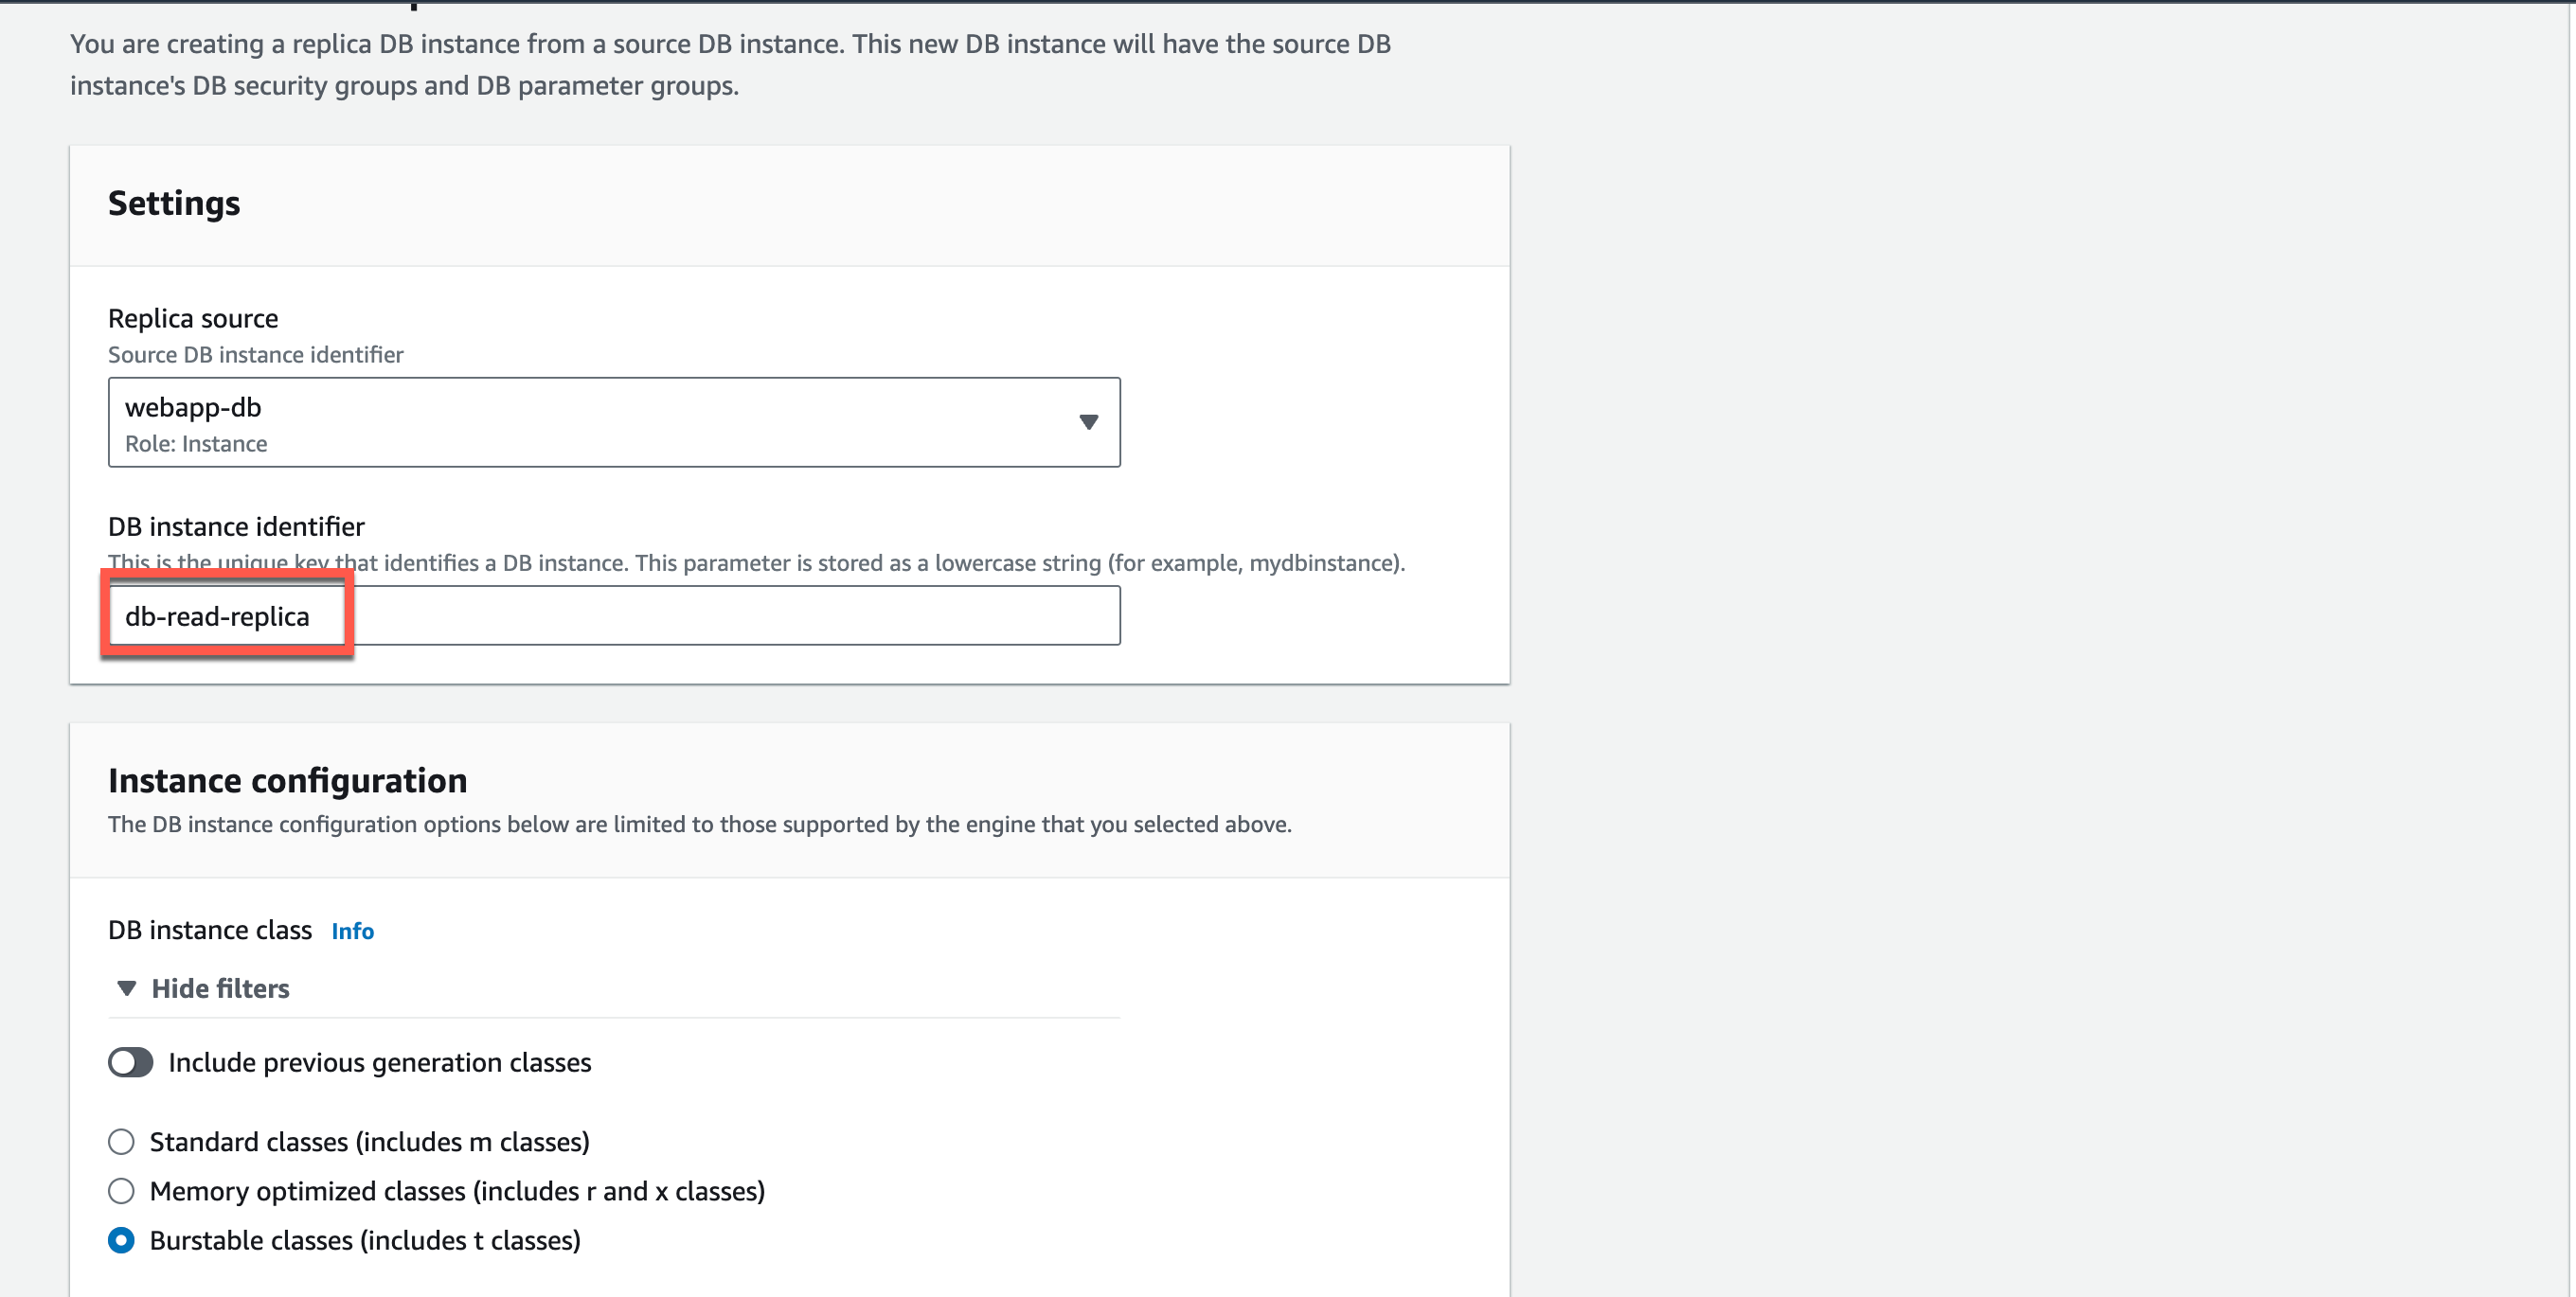 You are creating a replica DB instance from a source DB instance. This new DB instance will have the source DB
instance's DB security groups and DB parameter groups.
Settings
Replica source
Source DB instance identifier
webapp-db
Role: Instance
DB instance identifier
This is the unique key that identifies a DB instance. This parameter is stored as a lowercase string (for example, mydbinstance).
db-read-replica
Instance configuration
The DB instance configuration options below are limited to those supported by the engine that you selected above.
DB instance class Info
Hide filters
Include previous generation classes
Standard classes (includes m classes)
Memory optimized classes (includes r and x classes)
Burstable classes (includes t classes)